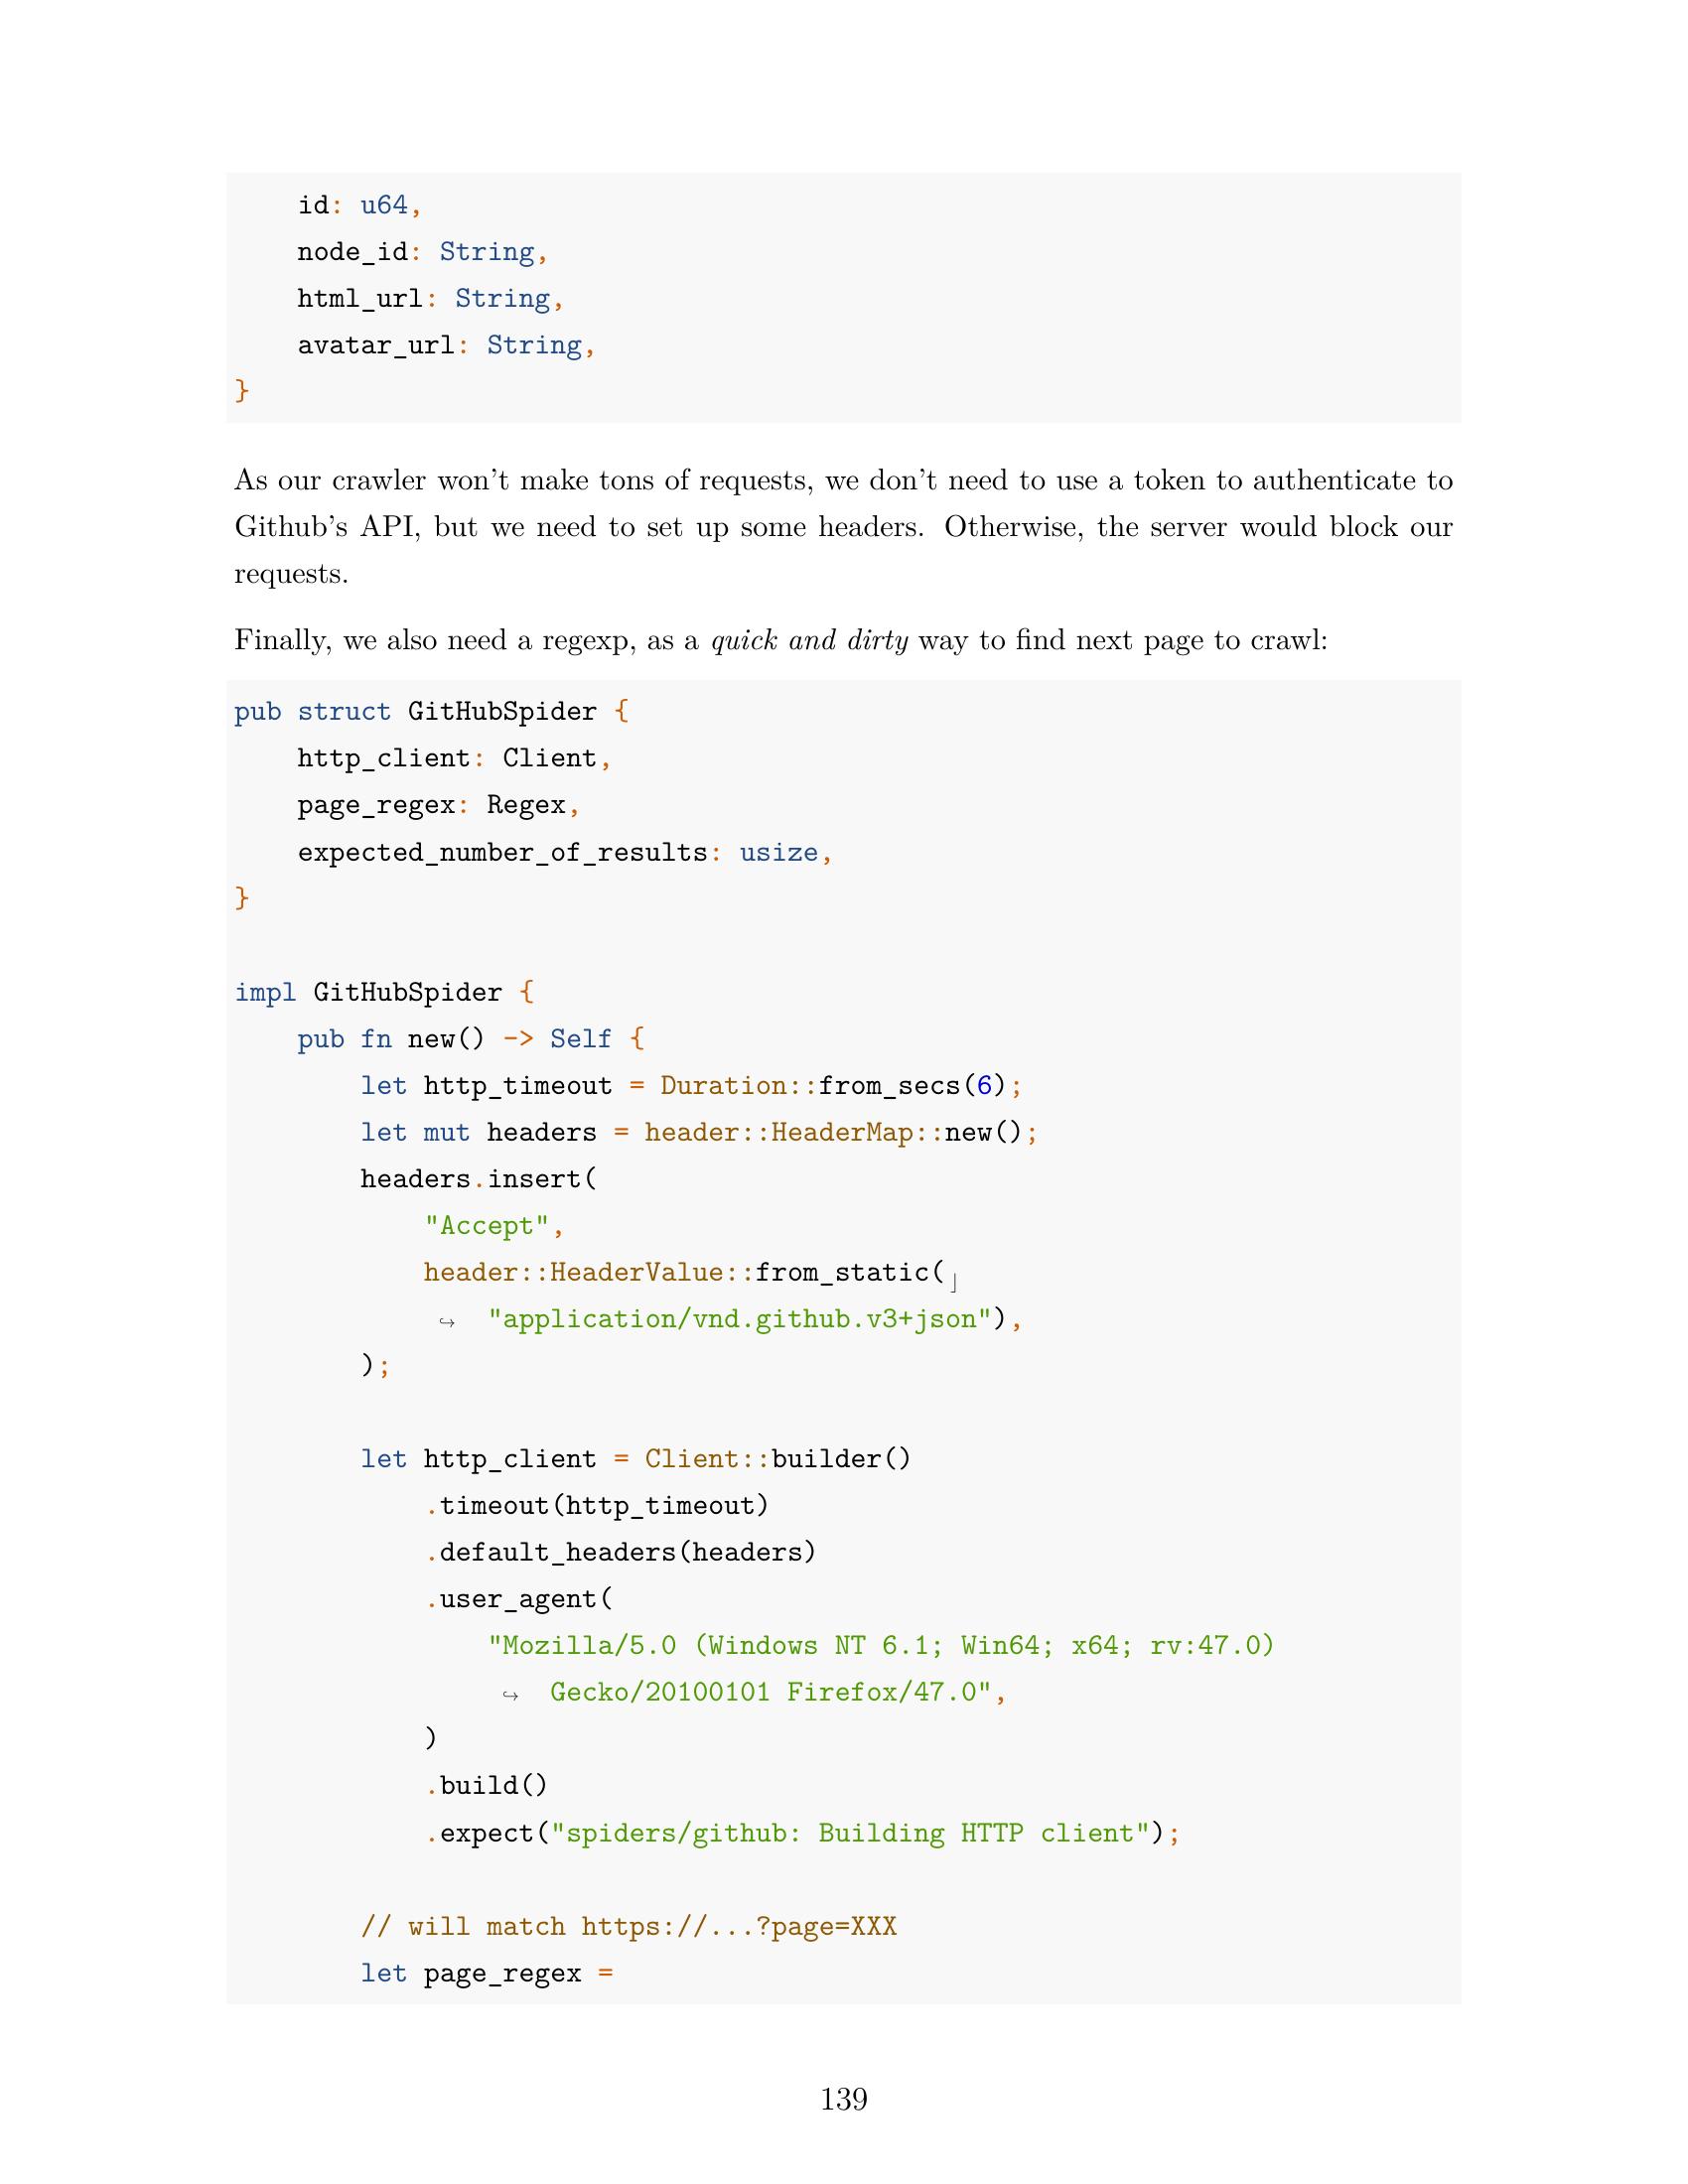 id: u64,
    node_id: String,
    html_url: String,
    avatar_url: String,
}
As our crawler won't make tons of requests, we don't need to use a token to authenticate to
Github's API, but we need to set up some headers. Otherwise, the server would block our
requests.
Finally, we also need a regexp, as a quick and dirty way to find next page to crawl:
pub struct GitHubSpider {
    http_client: Client,
    page_regex: Regex,
    expected_number_of_results: usize,
}
impl GitHubSpider {
    pub fn new() -> Self {
        let http_timeout = Duration::from_secs(6);
        let mut headers = header::HeaderMap::new();
        headers.insert(
            "Accept",
            header::HeaderValue::from_static(⌋
             ↪  "application/vnd.github.v3+json"),
        );
        let http_client = Client::builder()
            .timeout(http_timeout)
            .default_headers(headers)
            .user_agent(
                "Mozilla/5.0 (Windows NT 6.1; Win64; x64; rv:47.0)
                 ↪  Gecko/20100101 Firefox/47.0",
            )
            .build()
            .expect("spiders/github: Building HTTP client");
        // will match https://...?page=XXX
        let page_regex =
139